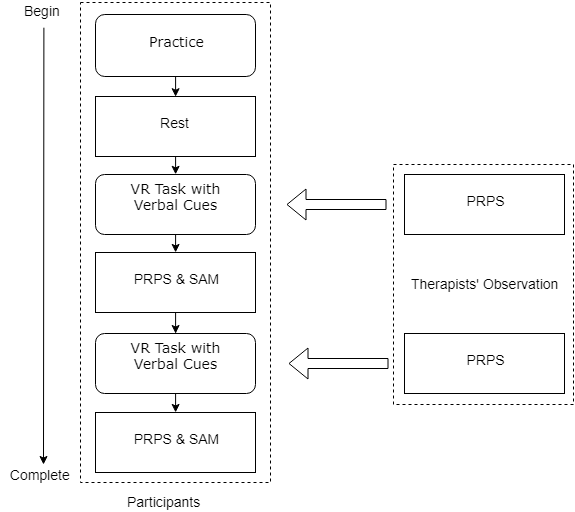 Begin
Practice
Rest
VR Task with
Verbal Cues
PRPS
PRPS & SAM
Therapists' Observation
VR Task with
Verbal Cues
PRPS
PRPS & SAM
Complete
Participants